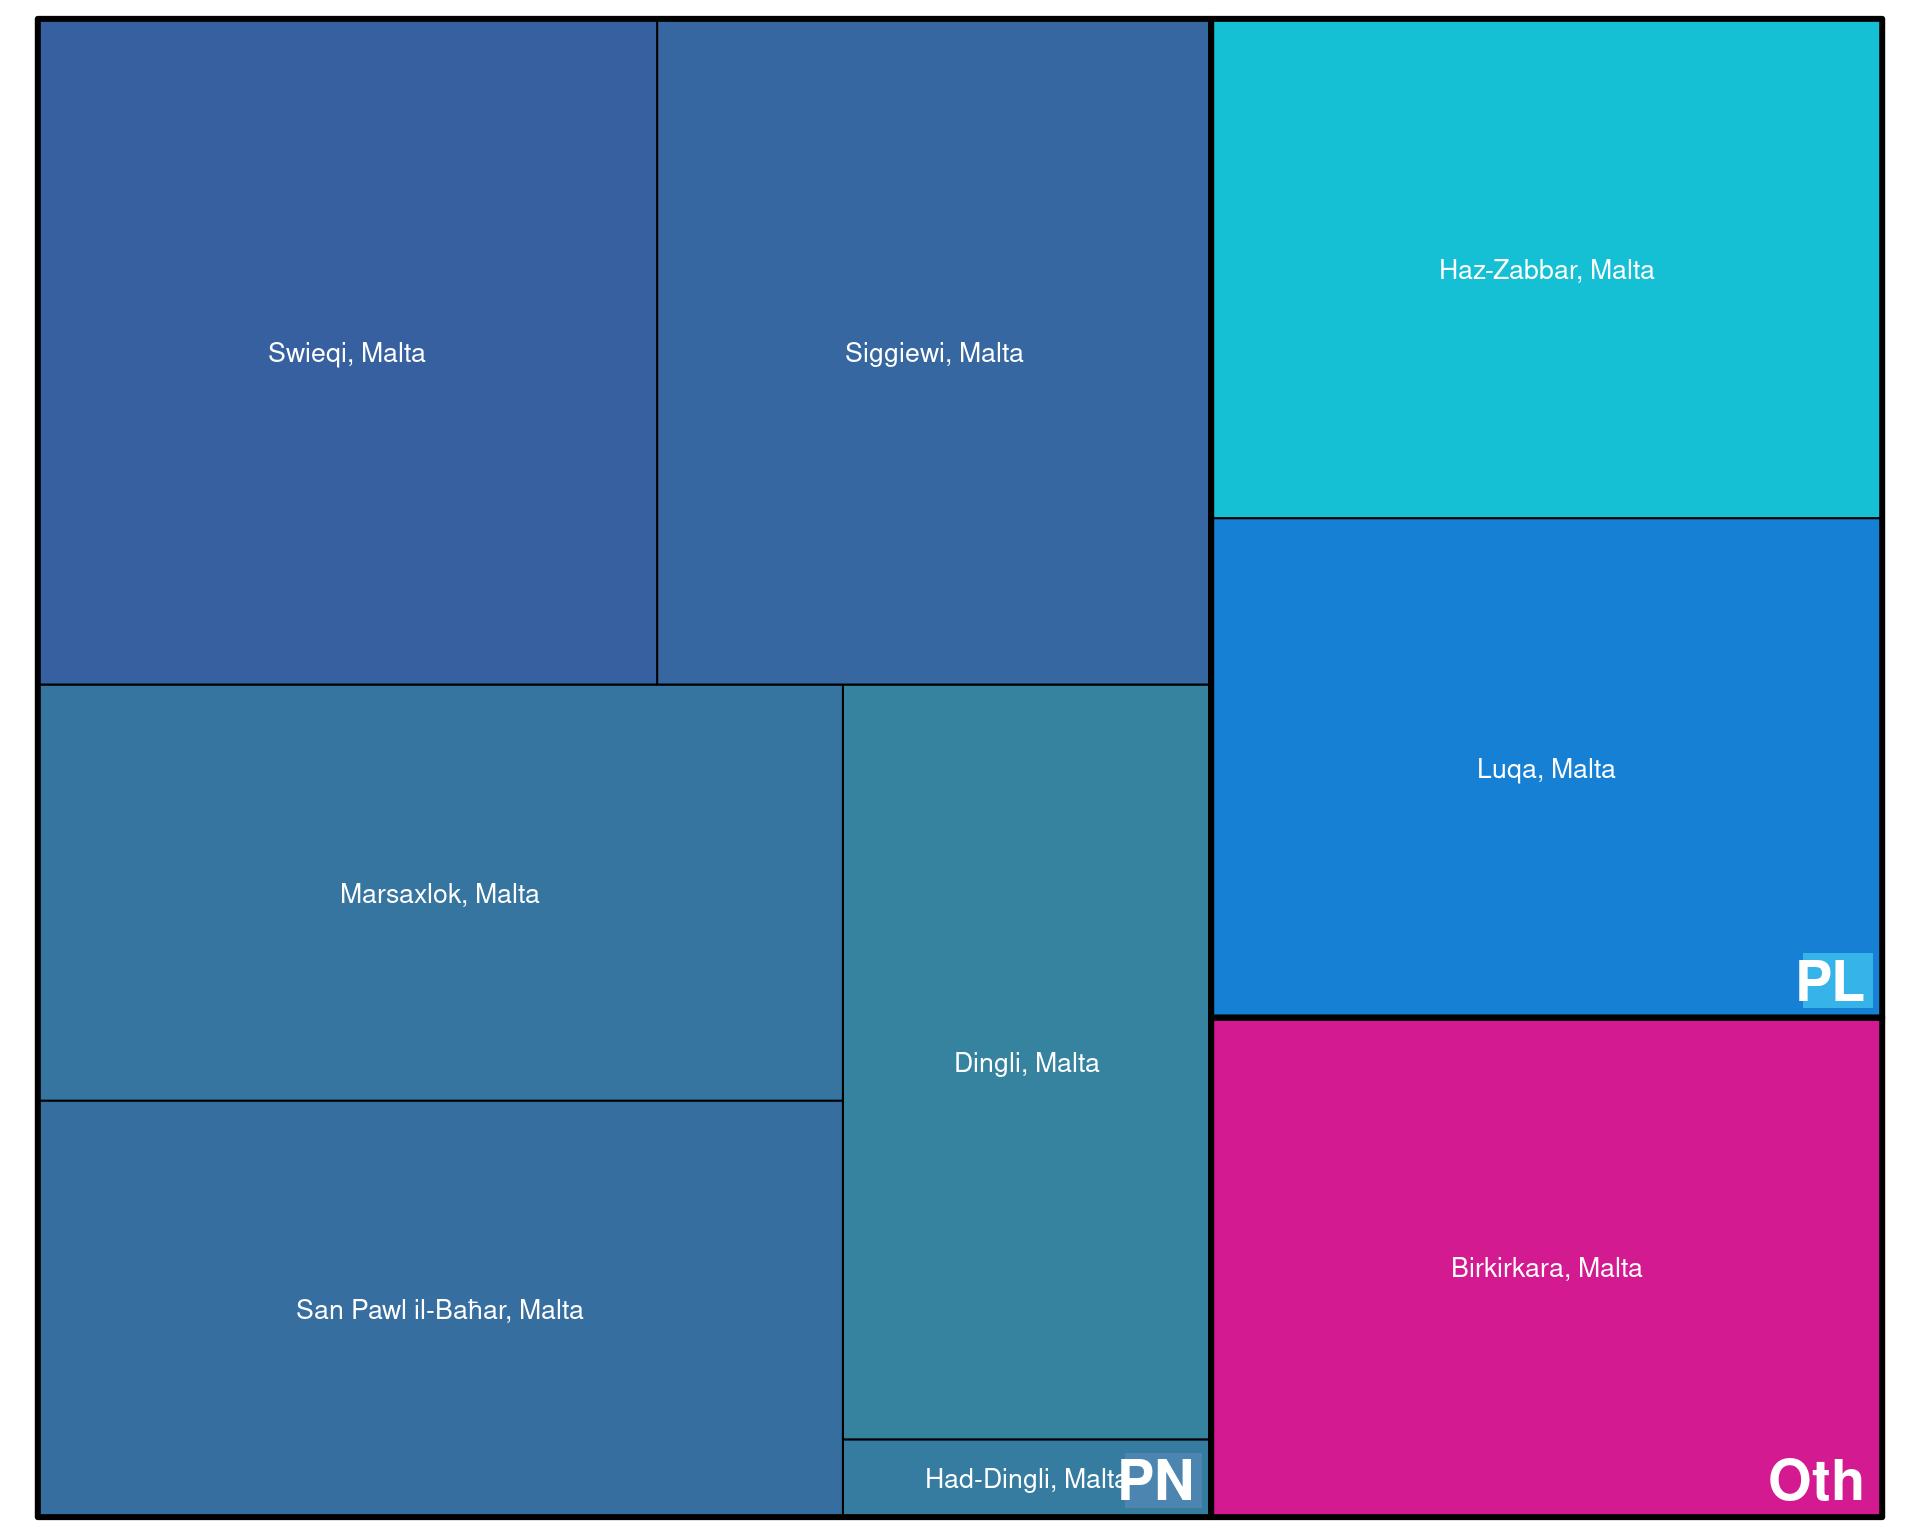 Swieqi, Malta
Siggiewi, Malta
Haz-Zabbar, Malta
Luqa, Malta
PL
Marsaxlok, Malta
Dingli, Malta
San Pawl il-Baħar, Malta
Had-Dingli, Malta
PN
Birkirkara, Malta
Oth